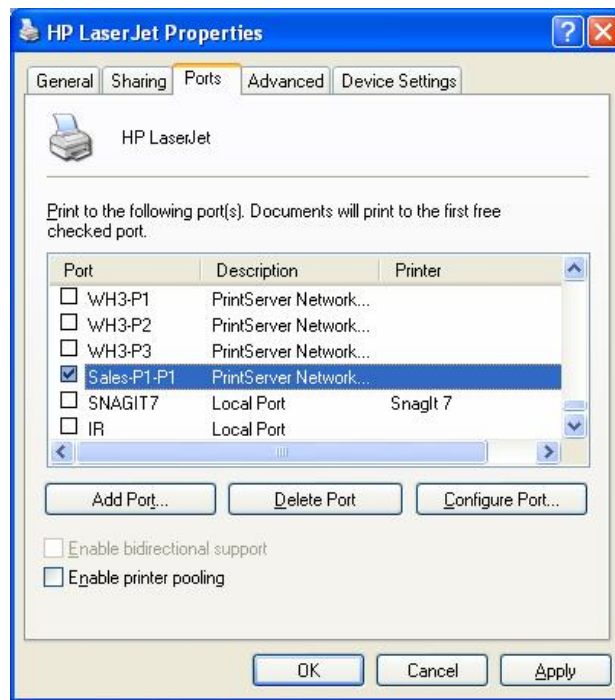 HP LaserJet Properties
General Sharing Ports Advanced Device Settings
HP LaserJet
Print to the following port(s). Documents will print to the first free
checked port.
Port Description Printer
WH3-P1 PrintServer Network...
WH3-P2 PrintServer Network...
WH3-P3 PrintServer Network...
Sales-P1-P1 PrintServer Network...
SNAGIT7 Local Port SnagIt 7
IR Local Port
Add Port... Delete Port Configure Port...
Enable bidirectional support
Enable printer pooling
OK Cancel Apply